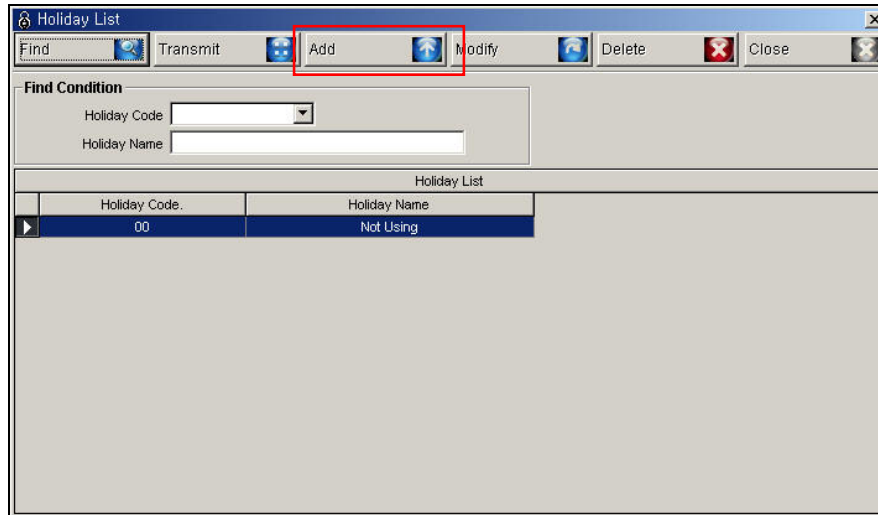 Holiday List
Find Transmit Add Modify Delete Close
Find Condition
Holiday Code
Holiday Name
Holiday List
Holiday Code. Holiday Name
00 Not Using